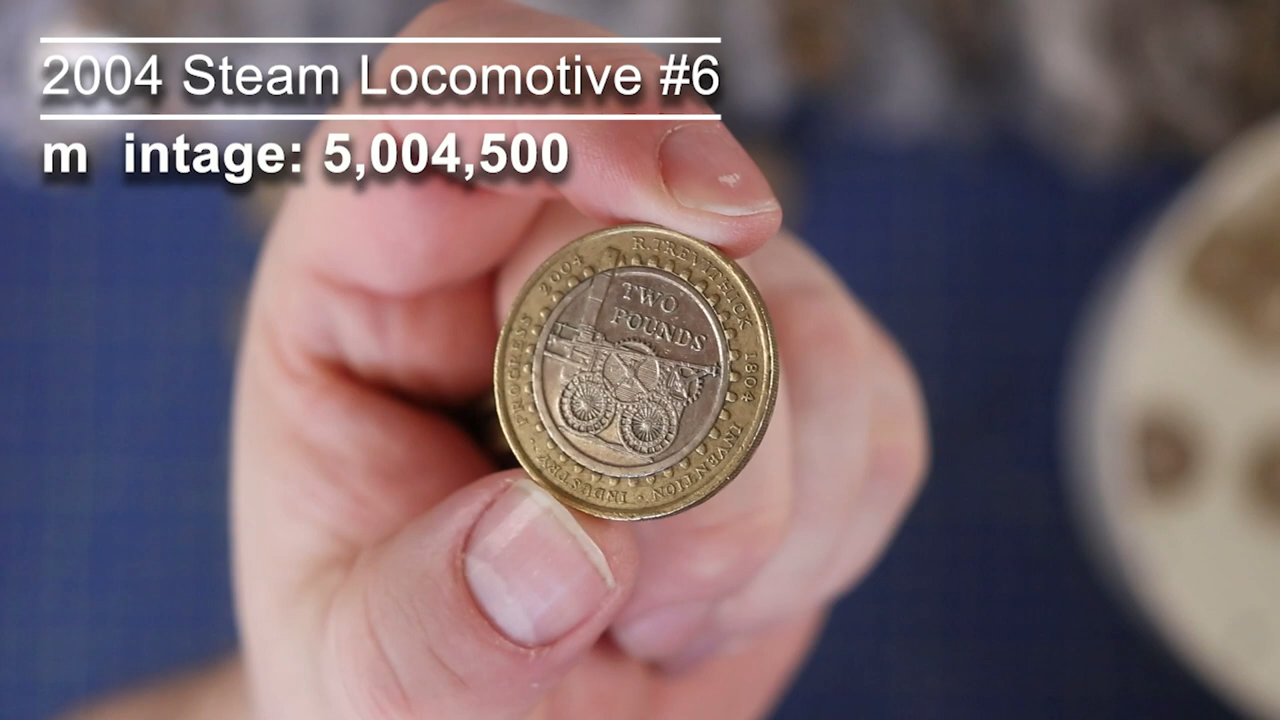 2004 Steam Locomotive #6
m  intage: 5,004,500
R.TREVITHICK 1804 INVENTION · INDUSTRY ~ PROGRESS 2004
TWO
POUNDS